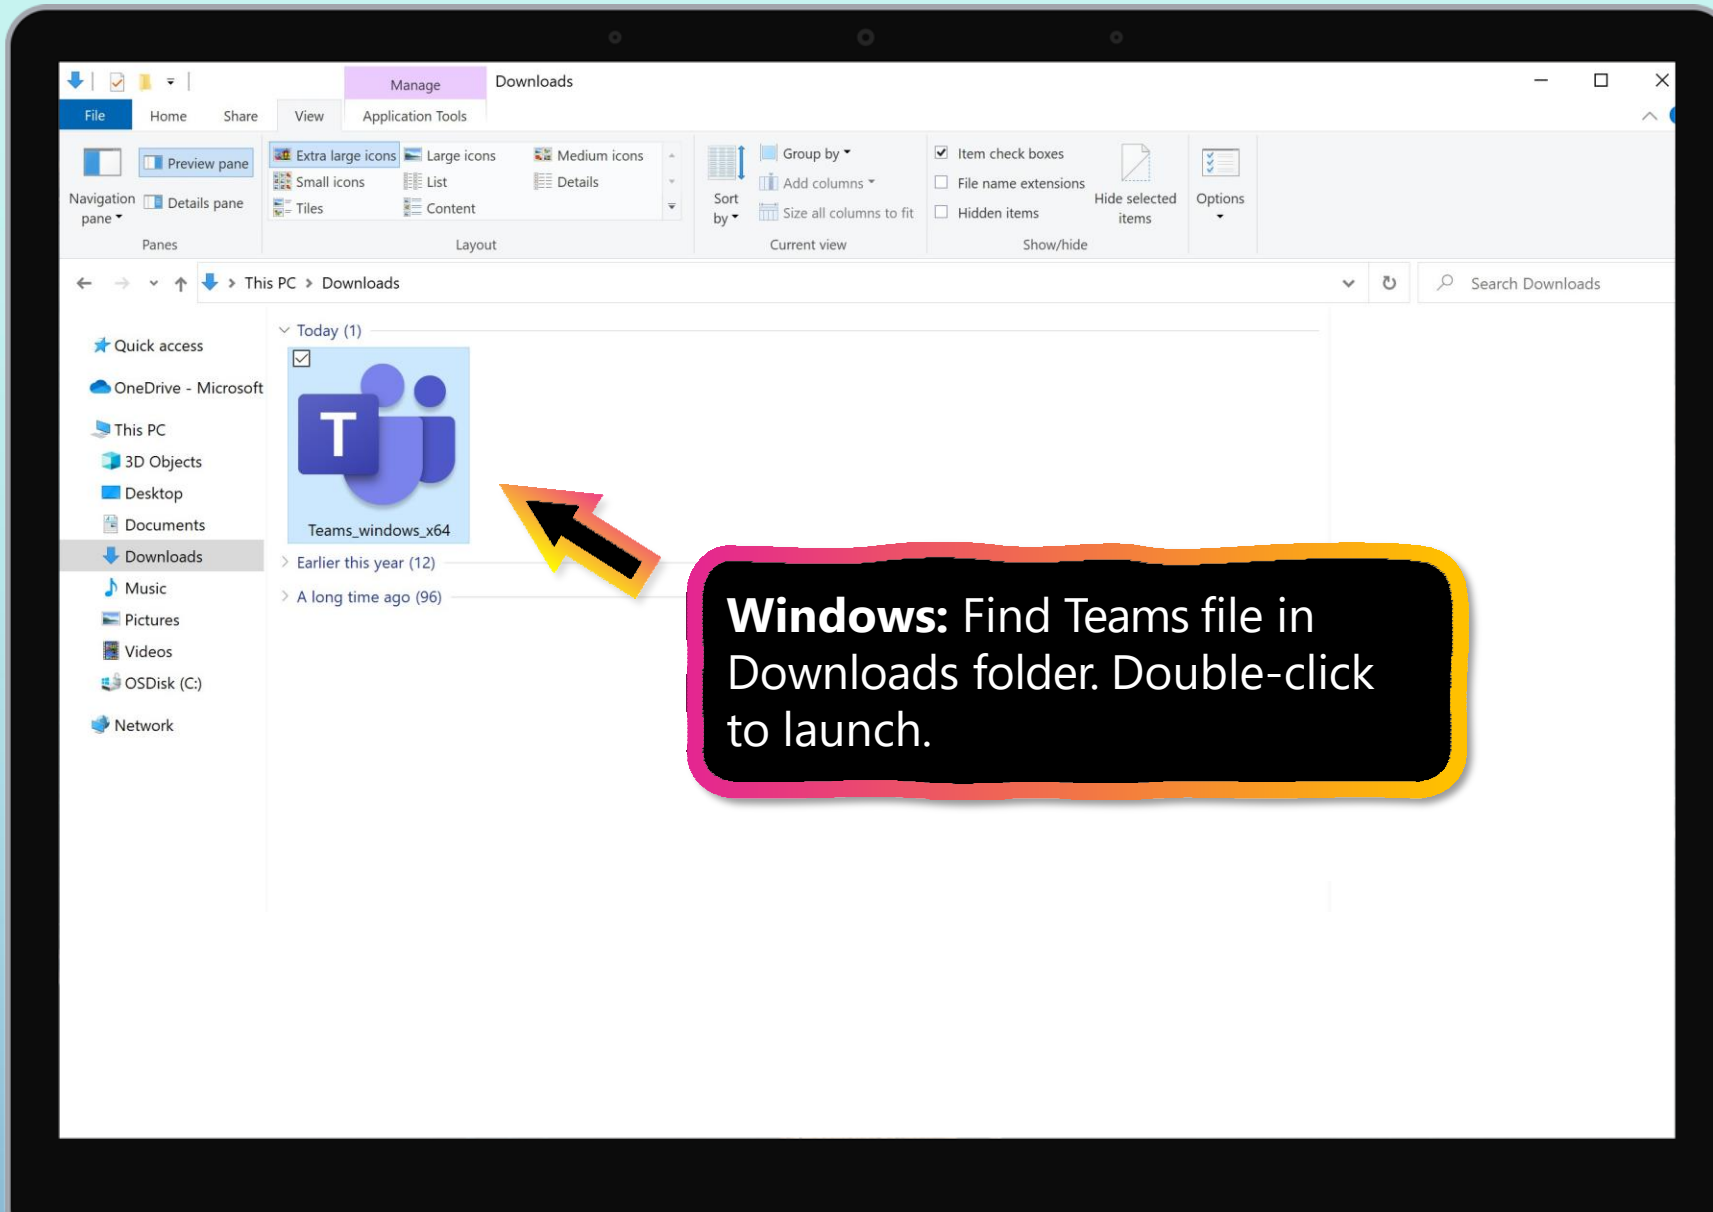 Manage
Downloads
File
Home
Share
View
Application Tools
Navigation
pane
Preview pane
Details pane
Panes
Extra large icons
Large icons
Medium icons
Small icons
List
Details
Tiles
Content
Layout
Sort
by
Group by
Add columns
Size all columns to fit
Current view
Item check boxes
File name extensions
Hidden items
Hide selected
items
Show/hide
Options
This PC > Downloads
Search Downloads
Quick access
OneDrive - Microsoft
This PC
3D Objects
Desktop
Documents
Downloads
Music
Pictures
Videos
OSDisk (C:)
Network
Today (1)
T
Teams_windows_x64
Earlier this year (12)
A long time ago (96)
Windows: Find Teams file in
Downloads folder. Double-click
to launch.